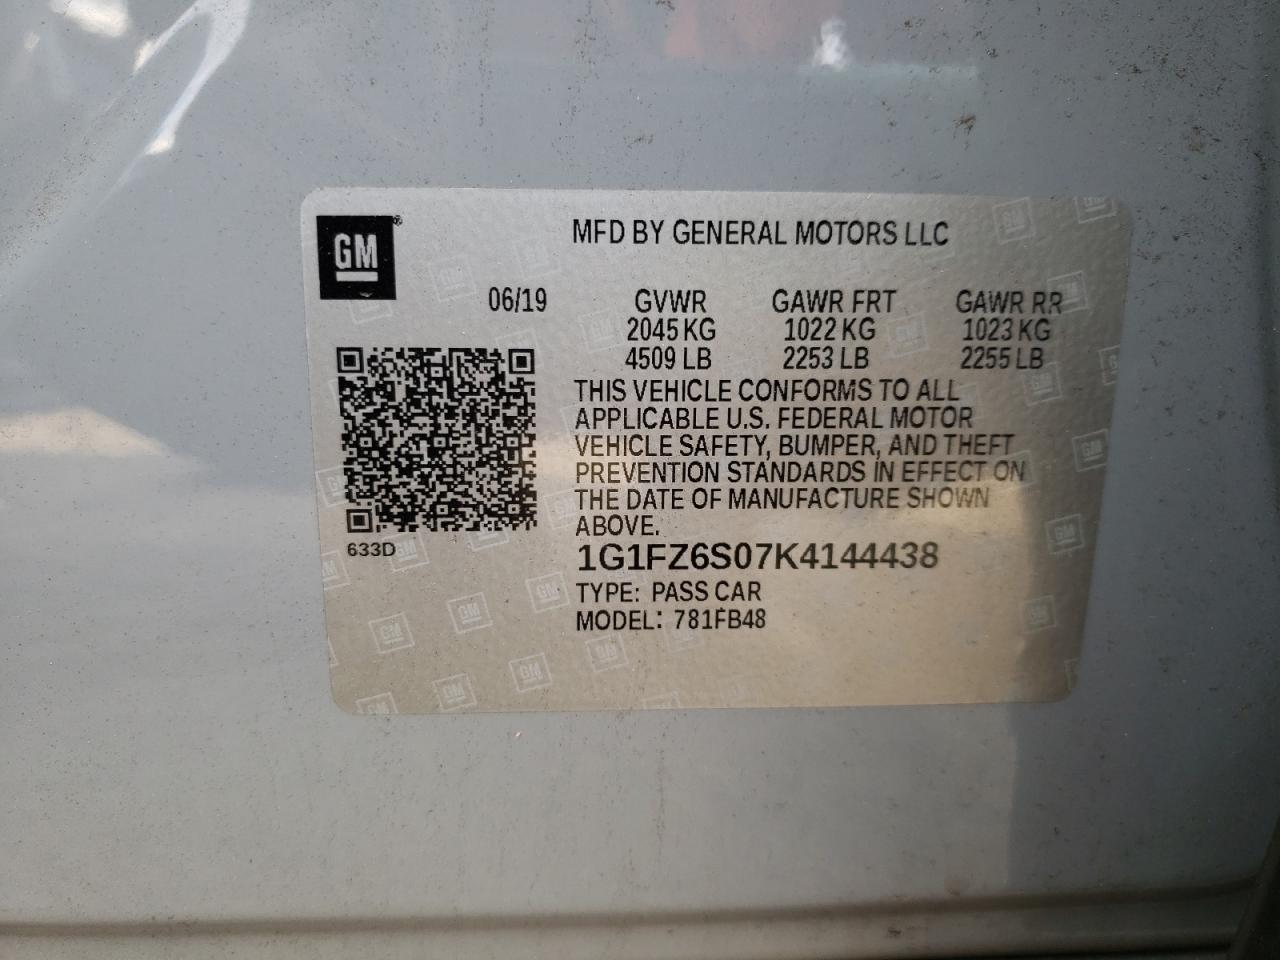 GM
MFD BY GENERAL MOTORS LLC
06/19 GVWR GAWR FRT GAWR RR
2045 KG 1022 KG 1023 KG
4509 LB 2253 LB 2255 LB
THIS VEHICLE CONFORMS TO ALL
APPLICABLE U.S. FEDERAL MOTOR
VEHICLE SAFETY, BUMPER, AND THEFT
PREVENTION STANDARDS IN EFFECT ON
THE DATE OF MANUFACTURE SHOWN
ABOVE.
633D
1G1FZ6S07K4144438
TYPE: PASS CAR
MODEL: 781FB48